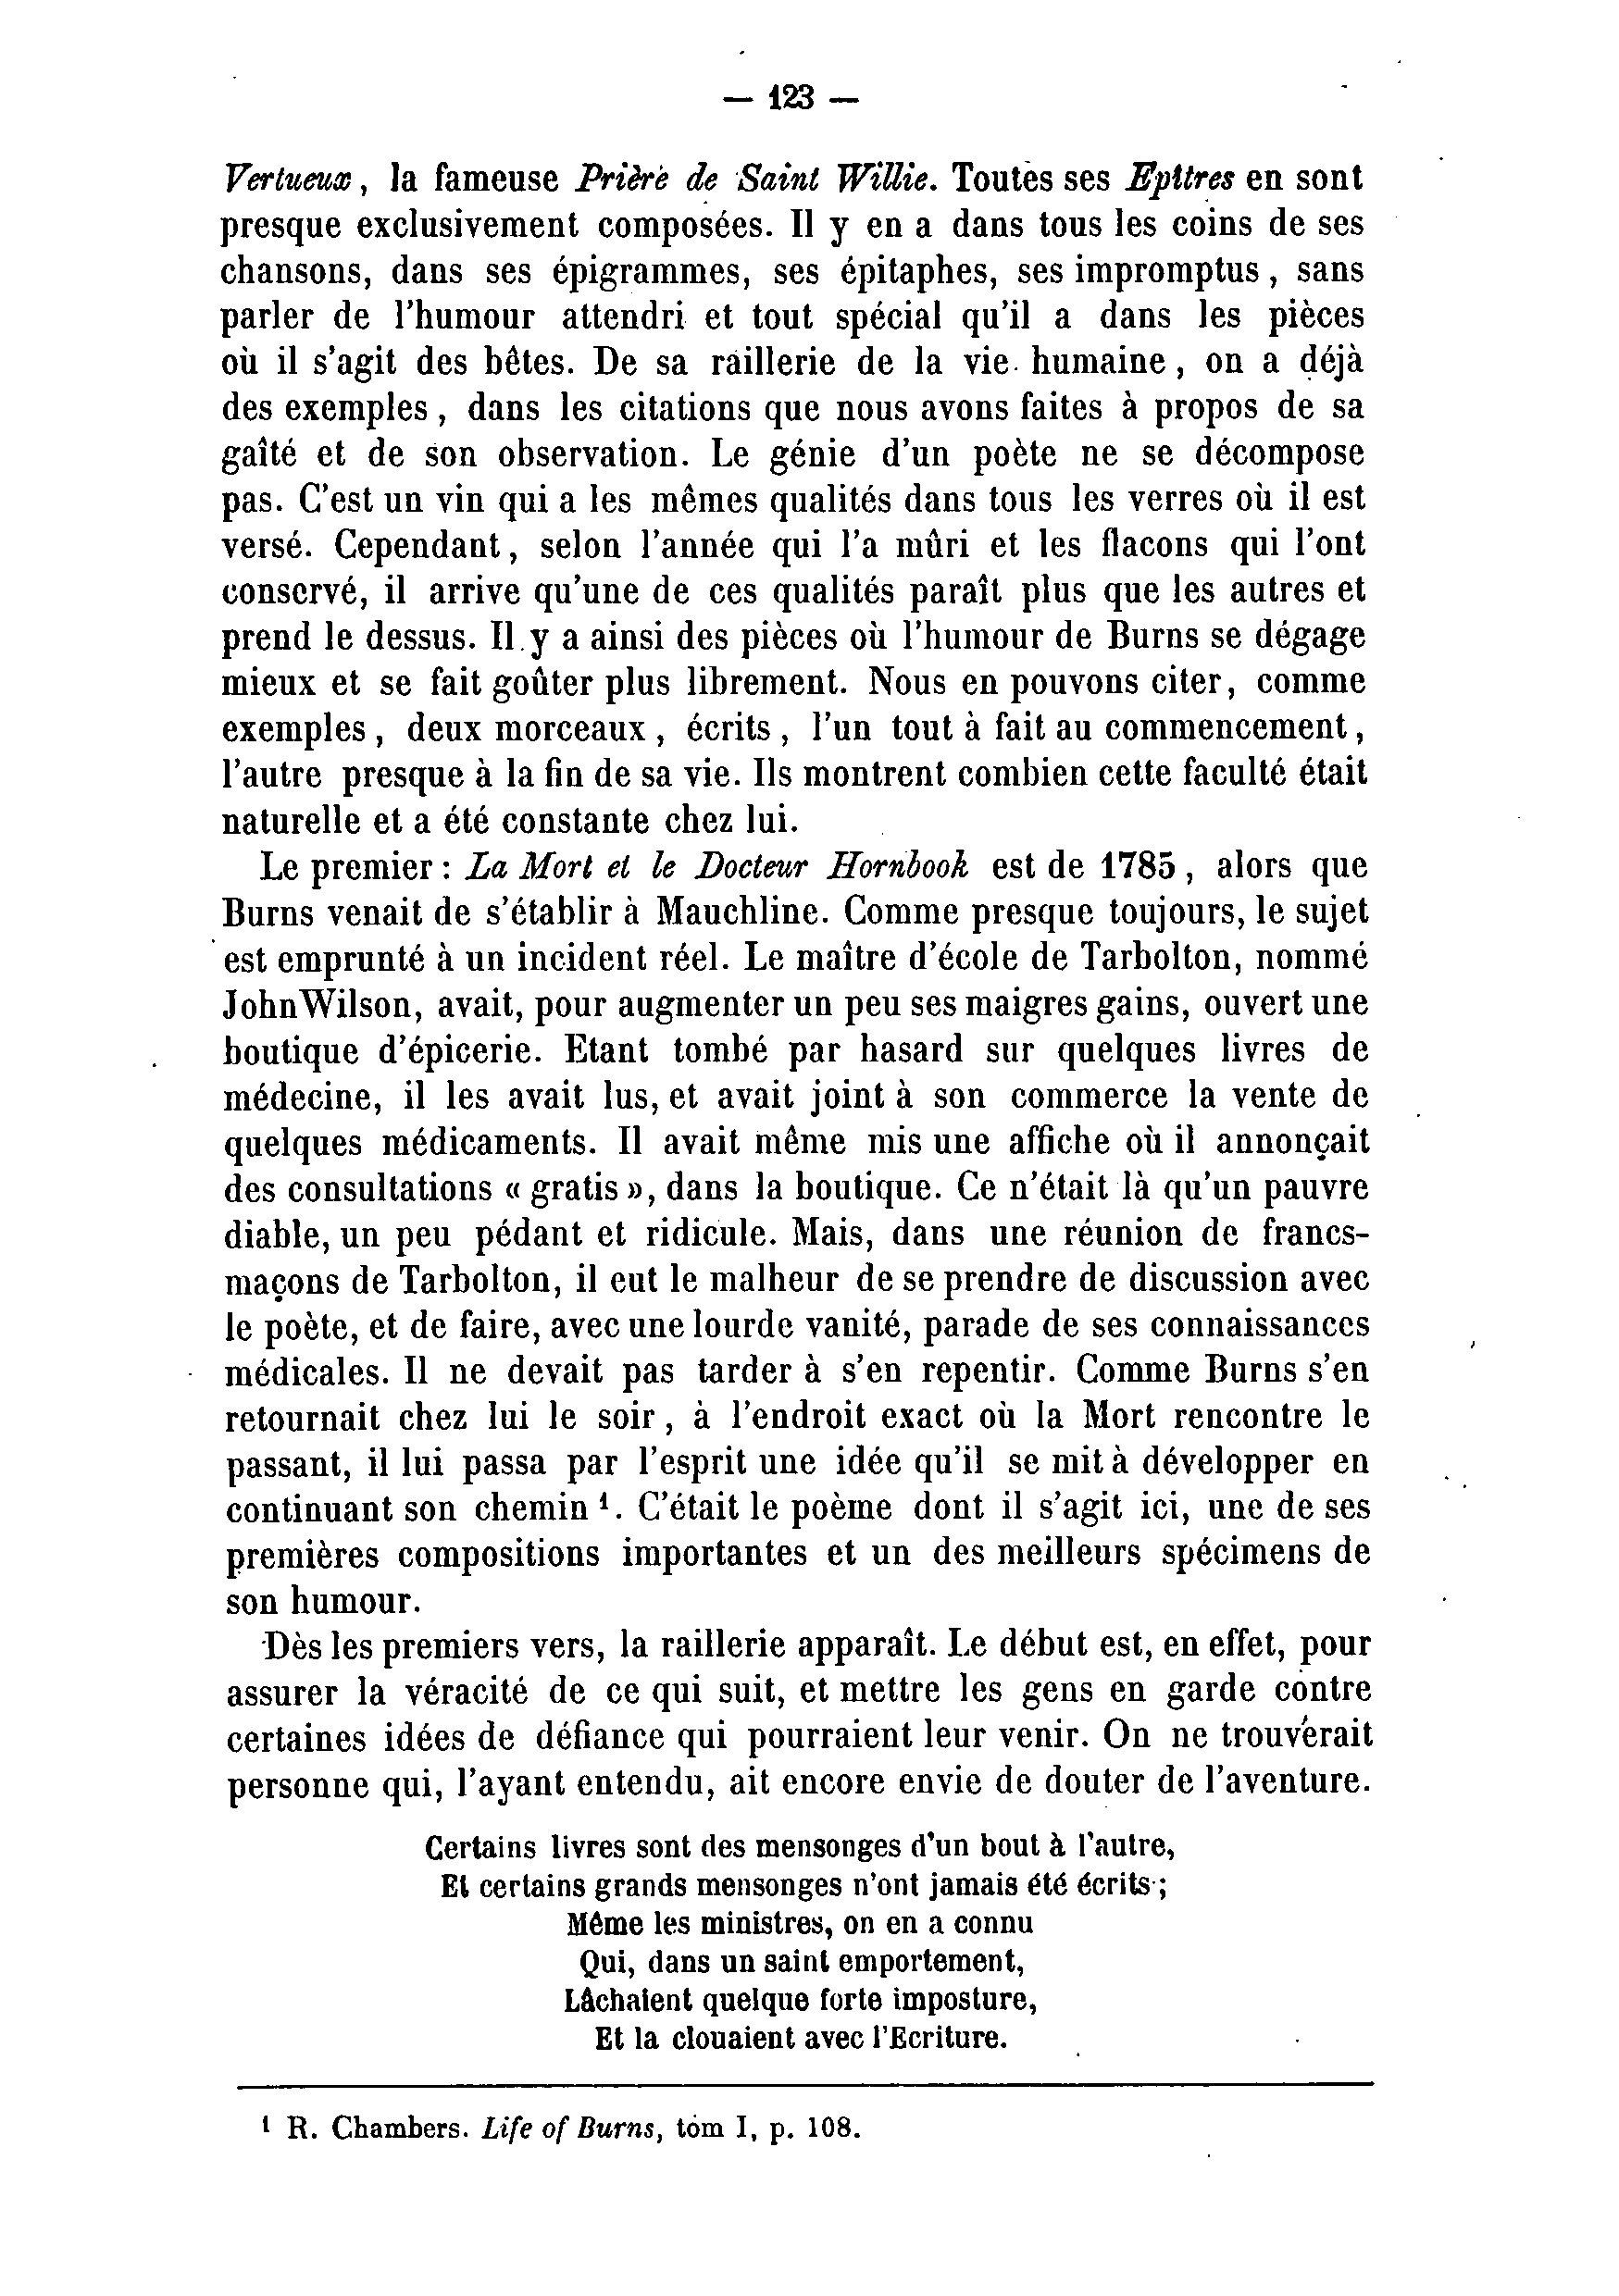 — 123 —
Vertueux, la fameuse Prière de Saint Willie. Toutes ses Epîtres en sont
presque exclusivement composées. Il y en a dans tous les coins de ses
chansons, dans ses épigrammes, ses épitaphes, ses impromptus, sans
parler de l'humour attendri et tout spécial qu'il a dans les pièces
où il s'agit des bêtes. De sa raillerie de la vie humaine, on a déjà
des exemples, dans les citations que nous avons faites à propos de sa
gaîté et de son observation. Le génie d'un poète ne se décompose
pas. C'est un vin qui a les mêmes qualités dans tous les verres où il est
versé. Cependant, selon l'année qui l'a mûri et les flacons qui l'ont
conservé, il arrive qu'une de ces qualités paraît plus que les autres et
prend le dessus. Il y a ainsi des pièces où l'humour de Burns se dégage
mieux et se fait goûter plus librement. Nous en pouvons citer, comme
exemples, deux morceaux, écrits, l'un tout à fait au commencement,
l'autre presque à la fin de sa vie. Ils montrent combien cette faculté était
naturelle et a été constante chez lui.
Le premier : La Mort et le Docteur Hornbook est de 1785, alors que
Burns venait de s'établir à Mauchline. Comme presque toujours, le sujet
est emprunté à un incident réel. Le maître d'école de Tarbolton, nommé
John Wilson, avait, pour augmenter un peu ses maigres gains, ouvert une
boutique d'épicerie. Etant tombé par hasard sur quelques livres de
médecine, il les avait lus, et avait joint à son commerce la vente de
quelques médicaments. Il avait même mis une affiche où il annonçait
des consultations « gratis », dans la boutique. Ce n'était là qu'un pauvre
diable, un peu pédant et ridicule. Mais, dans une réunion de francs-
maçons de Tarbolton, il eut le malheur de se prendre de discussion avec
le poète, et de faire, avec une lourde vanité, parade de ses connaissances
médicales. Il ne devait pas tarder à s'en repentir. Comme Burns s'en
retournait chez lui le soir, à l'endroit exact où la Mort rencontre le
passant, il lui passa par l'esprit une idée qu'il se mit à développer en
continuant son chemin ¹. C'était le poème dont il s'agit ici, une de ses
premières compositions importantes et un des meilleurs spécimens de
son humour.
Dès les premiers vers, la raillerie apparaît. Le début est, en effet, pour
assurer la véracité de ce qui suit, et mettre les gens en garde contre
certaines idées de défiance qui pourraient leur venir. On ne trouverait
personne qui, l'ayant entendu, ait encore envie de douter de l'aventure.
Certains livres sont des mensonges d'un bout à l'autre,
Et certains grands mensonges n'ont jamais été écrits ;
Même les ministres, on en a connu
Qui, dans un saint emportement,
Lâchaient quelque forte imposture,
Et la clouaient avec l'Ecriture.
¹ R. Chambers. Life of Burns, tom I, p. 108.